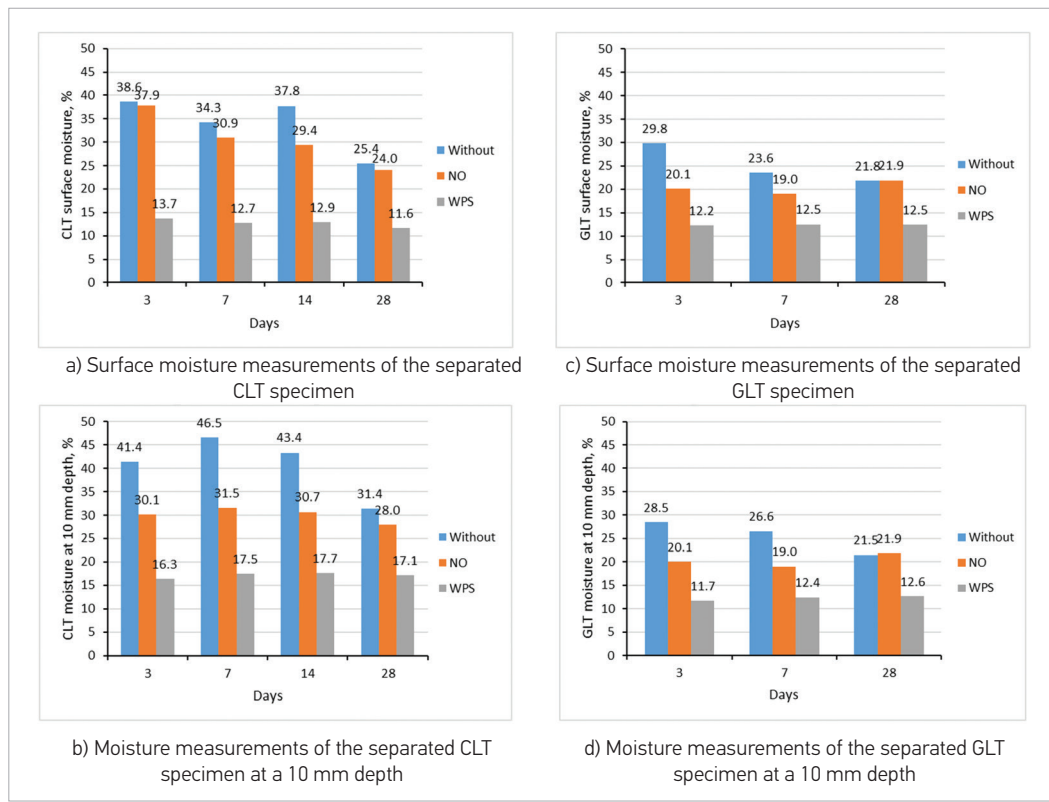 50
45
40
35
30
25
20
15
10
5
0
CLT surface moisture, %
38.6 37.9 13.7
34.3 30.9 12.7
37.8 29.4 12.9
25.4 24.0 11.6
3 7 14 28
Days
Without
NO
WPS
a) Surface moisture measurements of the separated
CLT specimen
50
45
40
35
30
25
20
15
10
5
0
GLT surface moisture, %
29.8 20.1 12.2
23.6 19.0 12.5
21.8 21.9 12.5
3 7 28
Days
Without
NO
WPS
c) Surface moisture measurements of the separated
GLT specimen
50
45
40
35
30
25
20
15
10
5
0
CLT moisture at 10 mm depth, %
41.4 30.1 16.3
46.5 31.5 17.5
43.4 30.7 17.7
31.4 28.0 17.1
3 7 14 28
Days
Without
NO
WPS
b) Moisture measurements of the separated CLT
specimen at a 10 mm depth
50
45
40
35
30
25
20
15
10
5
0
GLT moisture at 10 mm depth, %
28.5 20.1 11.7
26.6 19.0 12.4
21.5 21.9 12.6
3 7 28
Days
Without
NO
WPS
d) Moisture measurements of the separated GLT
specimen at a 10 mm depth